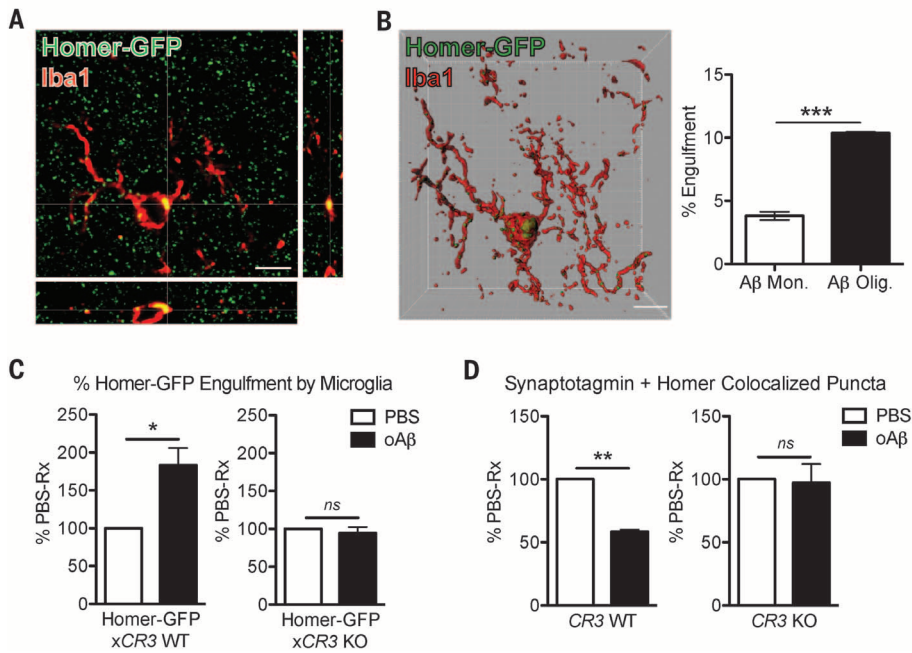 A
Homer-GFP
Iba1
B
Homer-GFP
Iba1
% Engulfment
15
10
5
0
***
Aβ Mon.
Aβ Olig.
C
% Homer-GFP Engulfment by Microglia
% PBS-Rx
250
200
150
100
50
0
*
Homer-GFP
xCR3 WT
% PBS-Rx
250
200
150
100
50
0
ns
Homer-GFP
xCR3 KO
PBS
oAβ
D
Synaptotagmin + Homer Colocalized Puncta
% PBS-Rx
150
100
50
0
**
CR3 WT
% PBS-Rx
150
100
50
0
ns
CR3 KO
PBS
oAβ